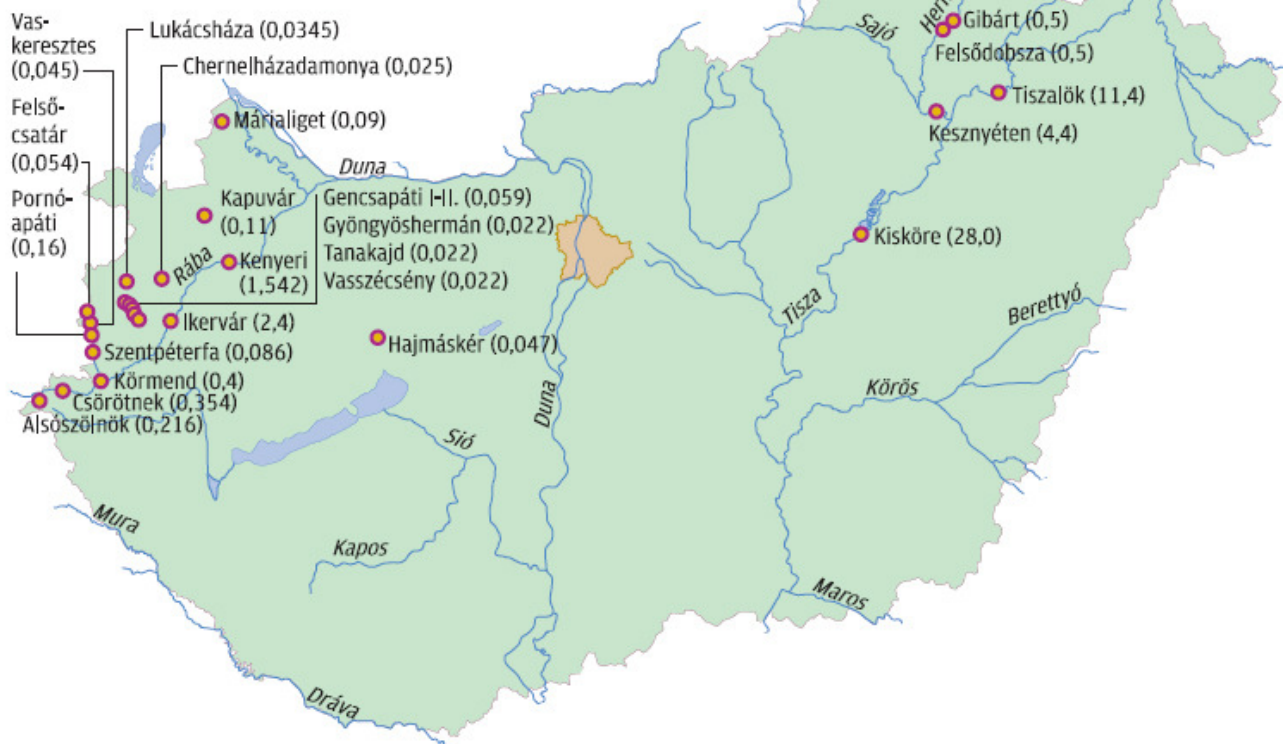 Vas-
keresztes
(0,045)
Lukácsháza (0,0345)
Chernelházadamonya (0,025)
Felső-
csatár
(0,054)
Márialiget (0,09)
Pornó-
apáti
(0,16)
Kapuvár
(0,11)
Duna
Gencsapáti I-II. (0,059)
Gyöngyöshermán (0,022)
Tanakajd (0,022)
Vasszécsény (0,022)
Rába
Kenyeri
(1,542)
Ikervár (2,4)
Szentpéterfa (0,086)
Körmend (0,4)
Csörötnek (0,354)
Alsószölnök (0,216)
Hajmáskér (0,047)
Sajó
Hern
Gibárt (0,5)
Felsődobsza (0,5)
Tiszalök (11,4)
Kesznyéten (4,4)
Kisköre (28,0)
Tisza
Berettyó
Körös
Duna
Sió
Mura
Kapos
Maros
Dráva